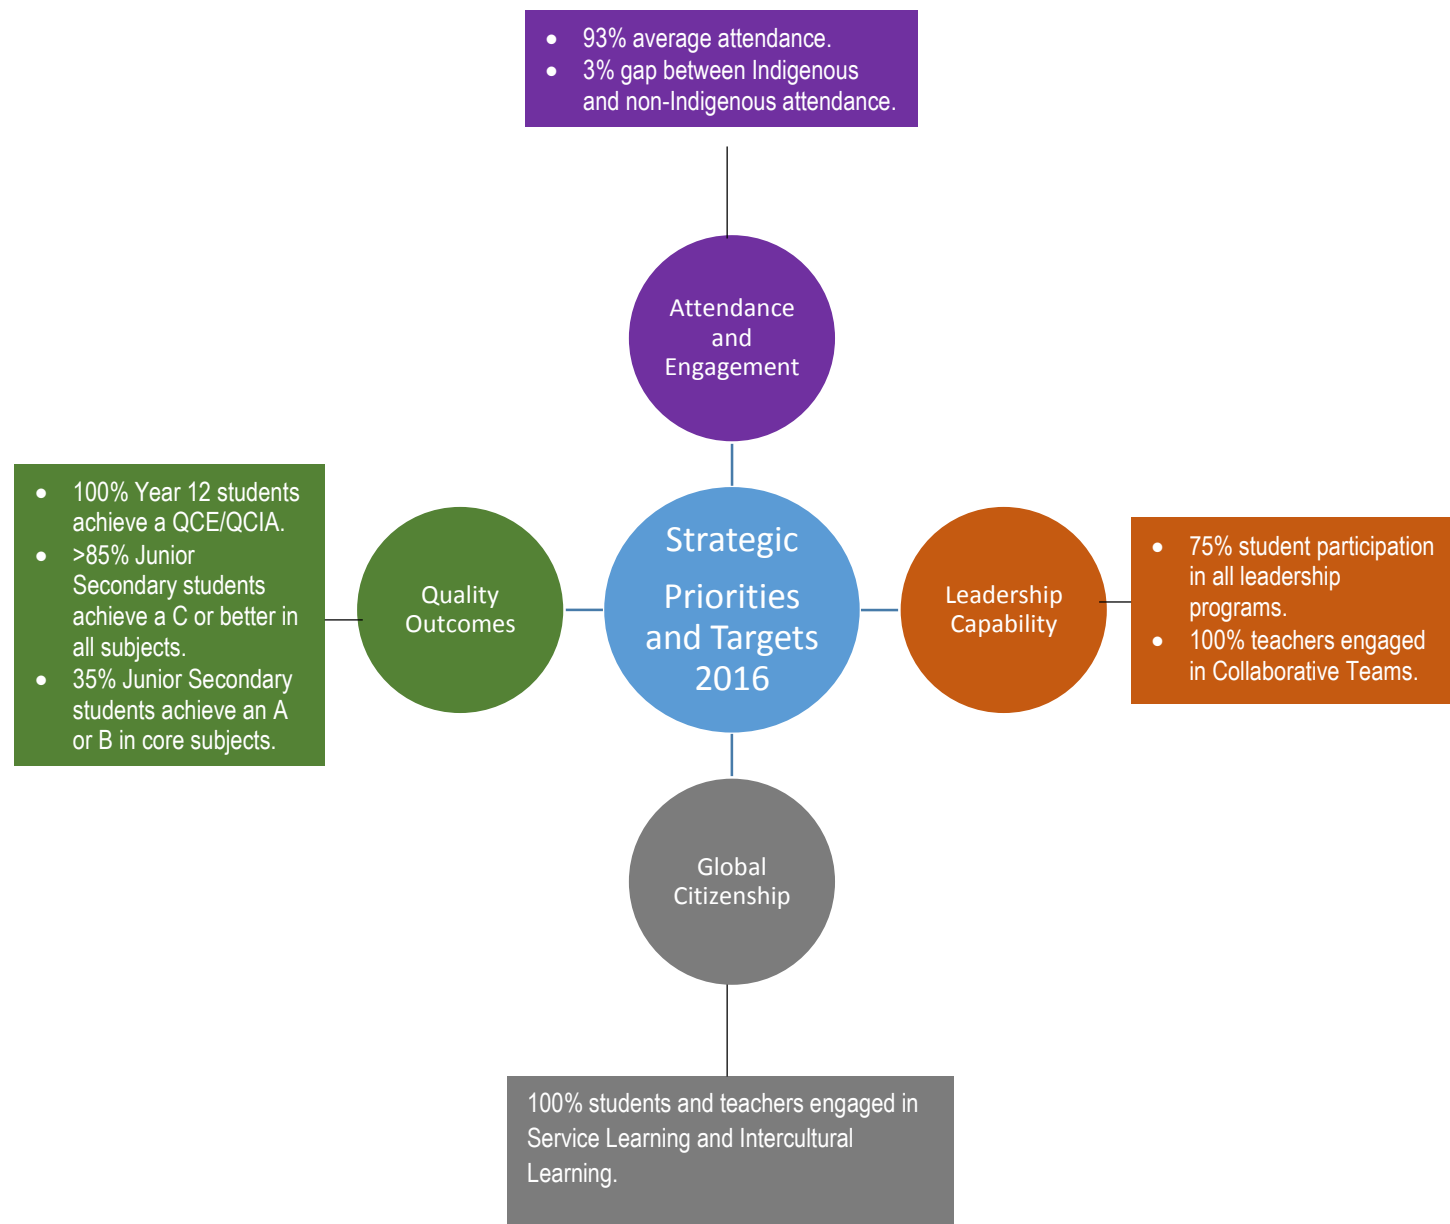 • 93% average attendance.
• 3% gap between Indigenous
and non-Indigenous attendance.
Attendance
and
Engagement
• 100% Year 12 students
achieve a QCE/QCIA.
• >85% Junior
Secondary students
achieve a C or better in
all subjects.
• 35% Junior Secondary
students achieve an A
or B in core subjects.
Quality
Outcomes
Strategic
Priorities
and Targets
2016
Leadership
Capability
• 75% student participation
in all leadership
programs.
• 100% teachers engaged
in Collaborative Teams.
Global
Citizenship
100% students and teachers engaged in
Service Learning and Intercultural
Learning.